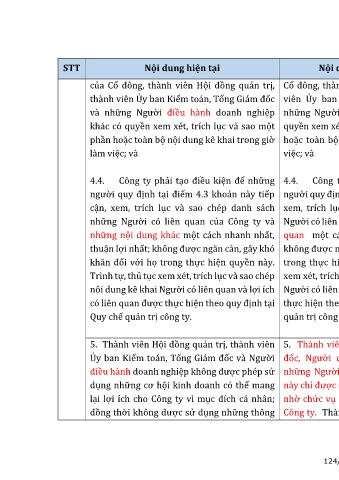 STT Nội dung hiện tại Nội
của Cổ đông, thành viên Hội đồng quản trị,
thành viên Ủy ban Kiểm toán, Tổng Giám đốc
và những Người điều hành doanh nghiệp
khác có quyền xem xét, trích lục và sao một
phần hoặc toàn bộ nội dung kê khai trong giờ
làm việc; và
4.4. Công ty phải tạo điều kiện để những
người quy định tại điểm 4.3 khoản này tiếp
cận, xem, trích lục và sao chép danh sách
những Người có liên quan của Công ty và
những nội dung khác một cách nhanh nhất,
thuận lợi nhất; không được ngăn cản, gây khó
khăn đối với họ trong thực hiện quyền này.
Trình tự, thủ tục xem xét, trích lục và sao chép
nội dung kê khai Người có liên quan và lợi ích
có liên quan được thực hiện theo quy định tại
Quy chế quản trị công ty.
5. Thành viên Hội đồng quản trị, thành viên
Ủy ban Kiểm toán, Tổng Giám đốc và Người
điều hành doanh nghiệp không được phép sử
dụng những cơ hội kinh doanh có thể mang
lại lợi ích cho Công ty vì mục đích cá nhân;
đồng thời không được sử dụng những thông
Cổ đông,
viên Ủy ban
những Người
quyền xem
hoặc toàn bộ
việc; và
4.4. Công
người quy
xem, trích
Người có liên
quan một
không được
trong thực
xem xét, trích
Người có liên
thực hiện
quản trị công
5. Thành
đốc, Người
những Người
này chỉ được
nhờ chức vụ
Công ty.
124/